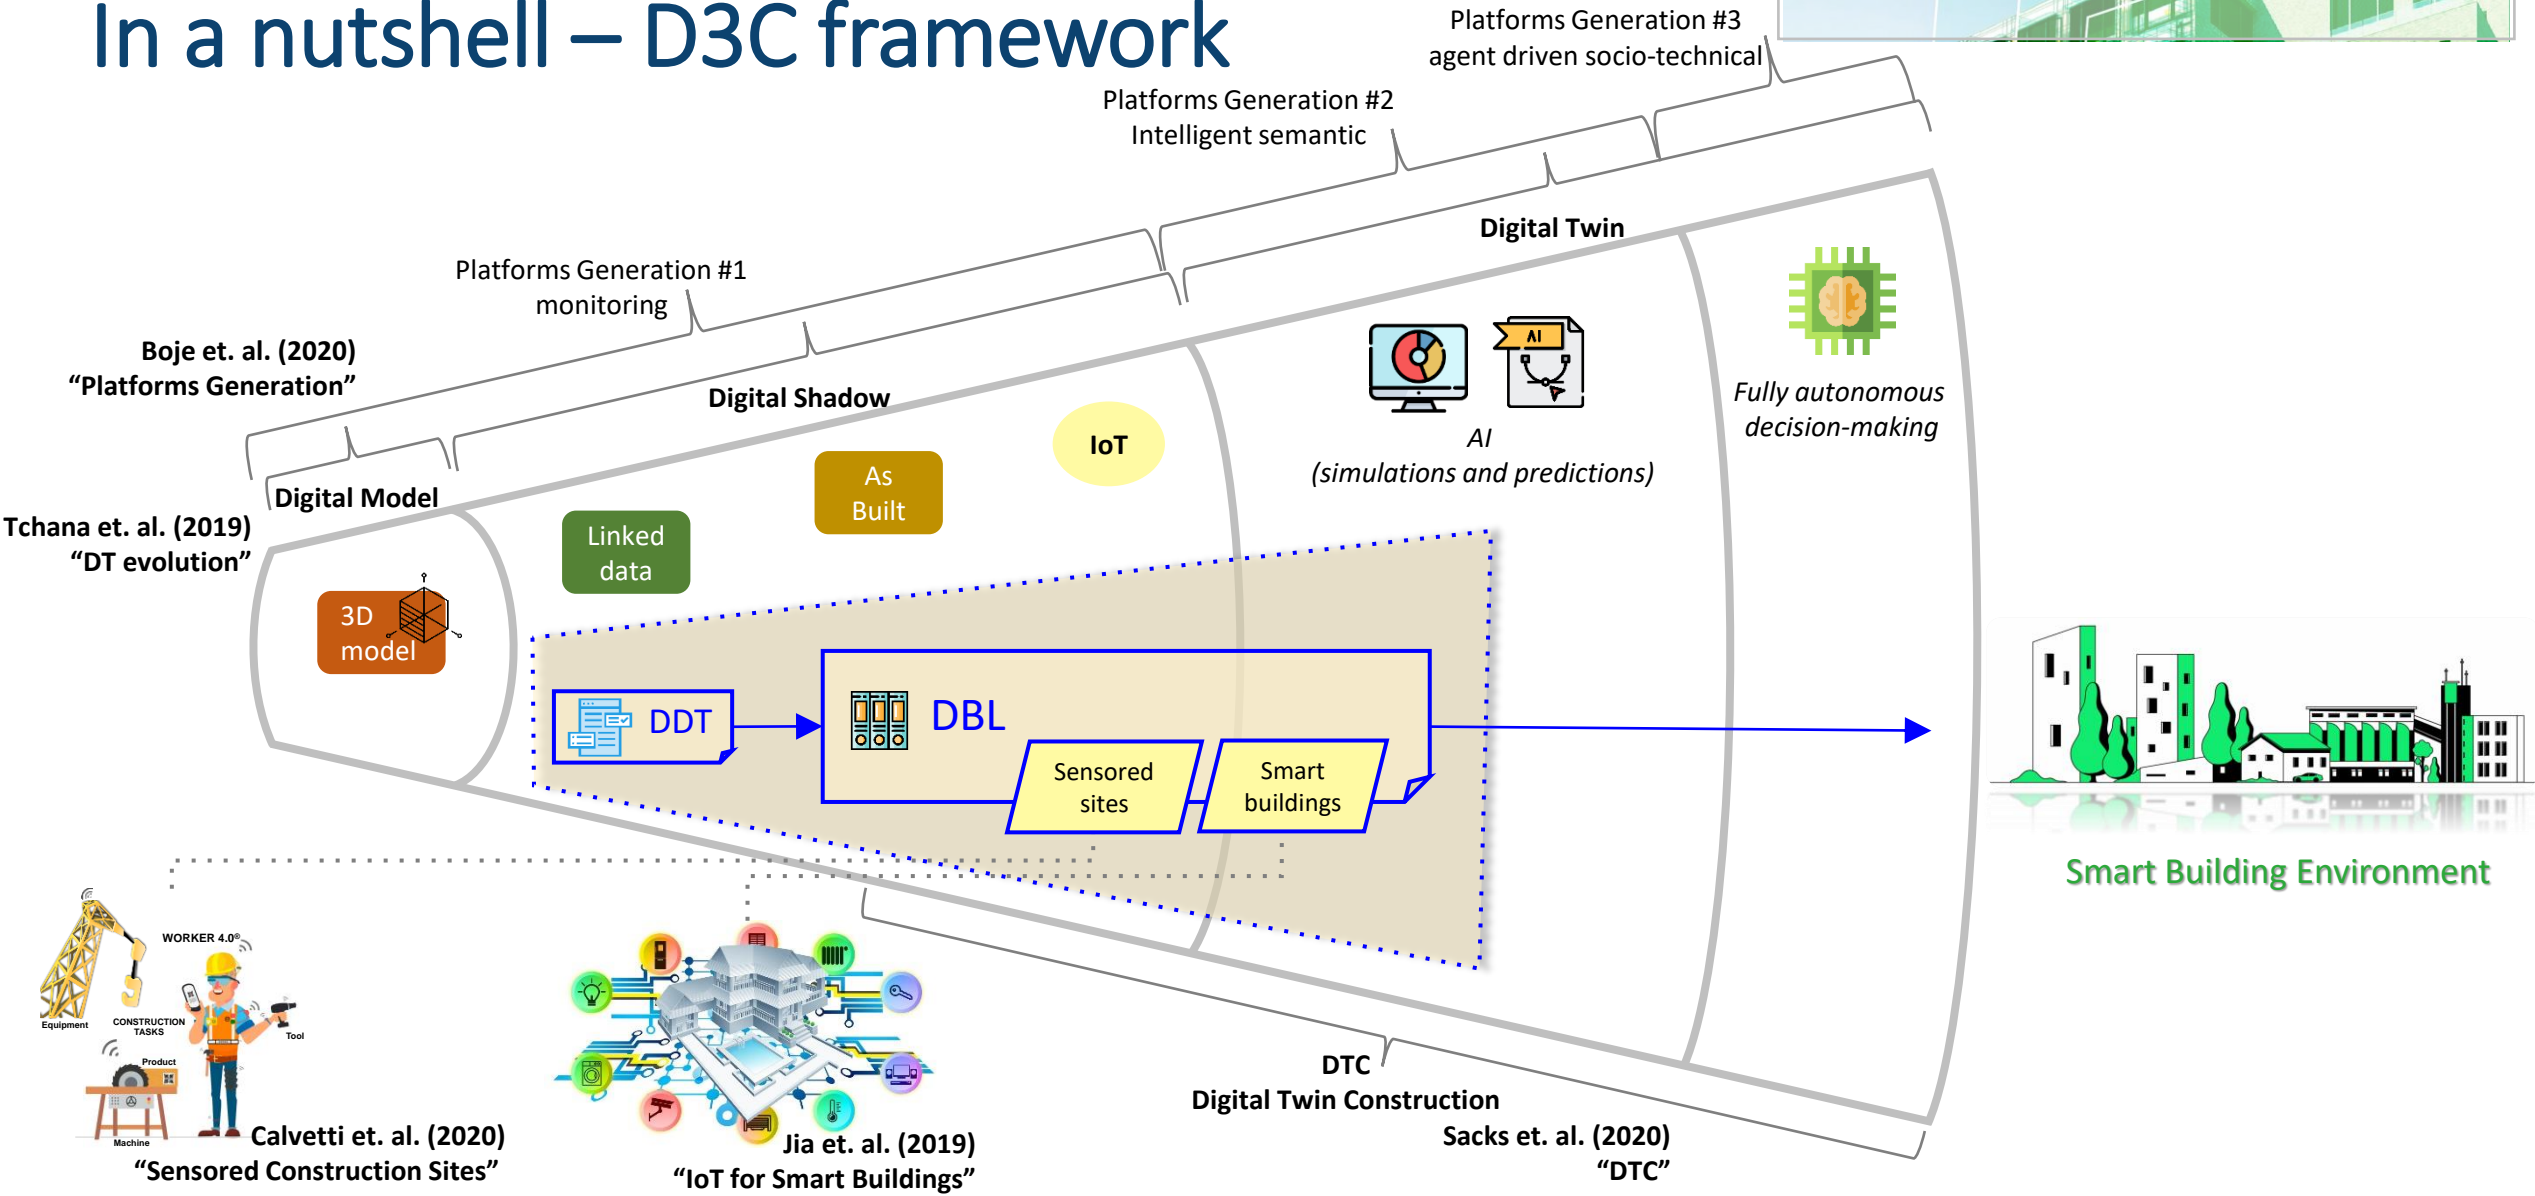 In a nutshell – D3C framework
Platforms Generation #3
agent driven socio-technical
Platforms Generation #2
Intelligent semantic
Digital Twin
Platforms Generation #1
monitoring
Boje et. al. (2020)
“Platforms Generation”
Digital Shadow
Fully autonomous
decision-making
AI
AI
(simulations and predictions)
IoT
As
Built
Digital Model
Tchana et. al. (2019)
“DT evolution”
Linked
data
3D
model
DDT
DBL
Sensored
sites
Smart
buildings
Smart Building Environment
WORKER 4.0®
Equipment
CONSTRUCTION
TASKS
Tool
Product
Machine
Calvetti et. al. (2020)
“Sensored Construction Sites”
Jia et. al. (2019)
“IoT for Smart Buildings”
DTC
Digital Twin Construction
Sacks et. al. (2020)
“DTC”